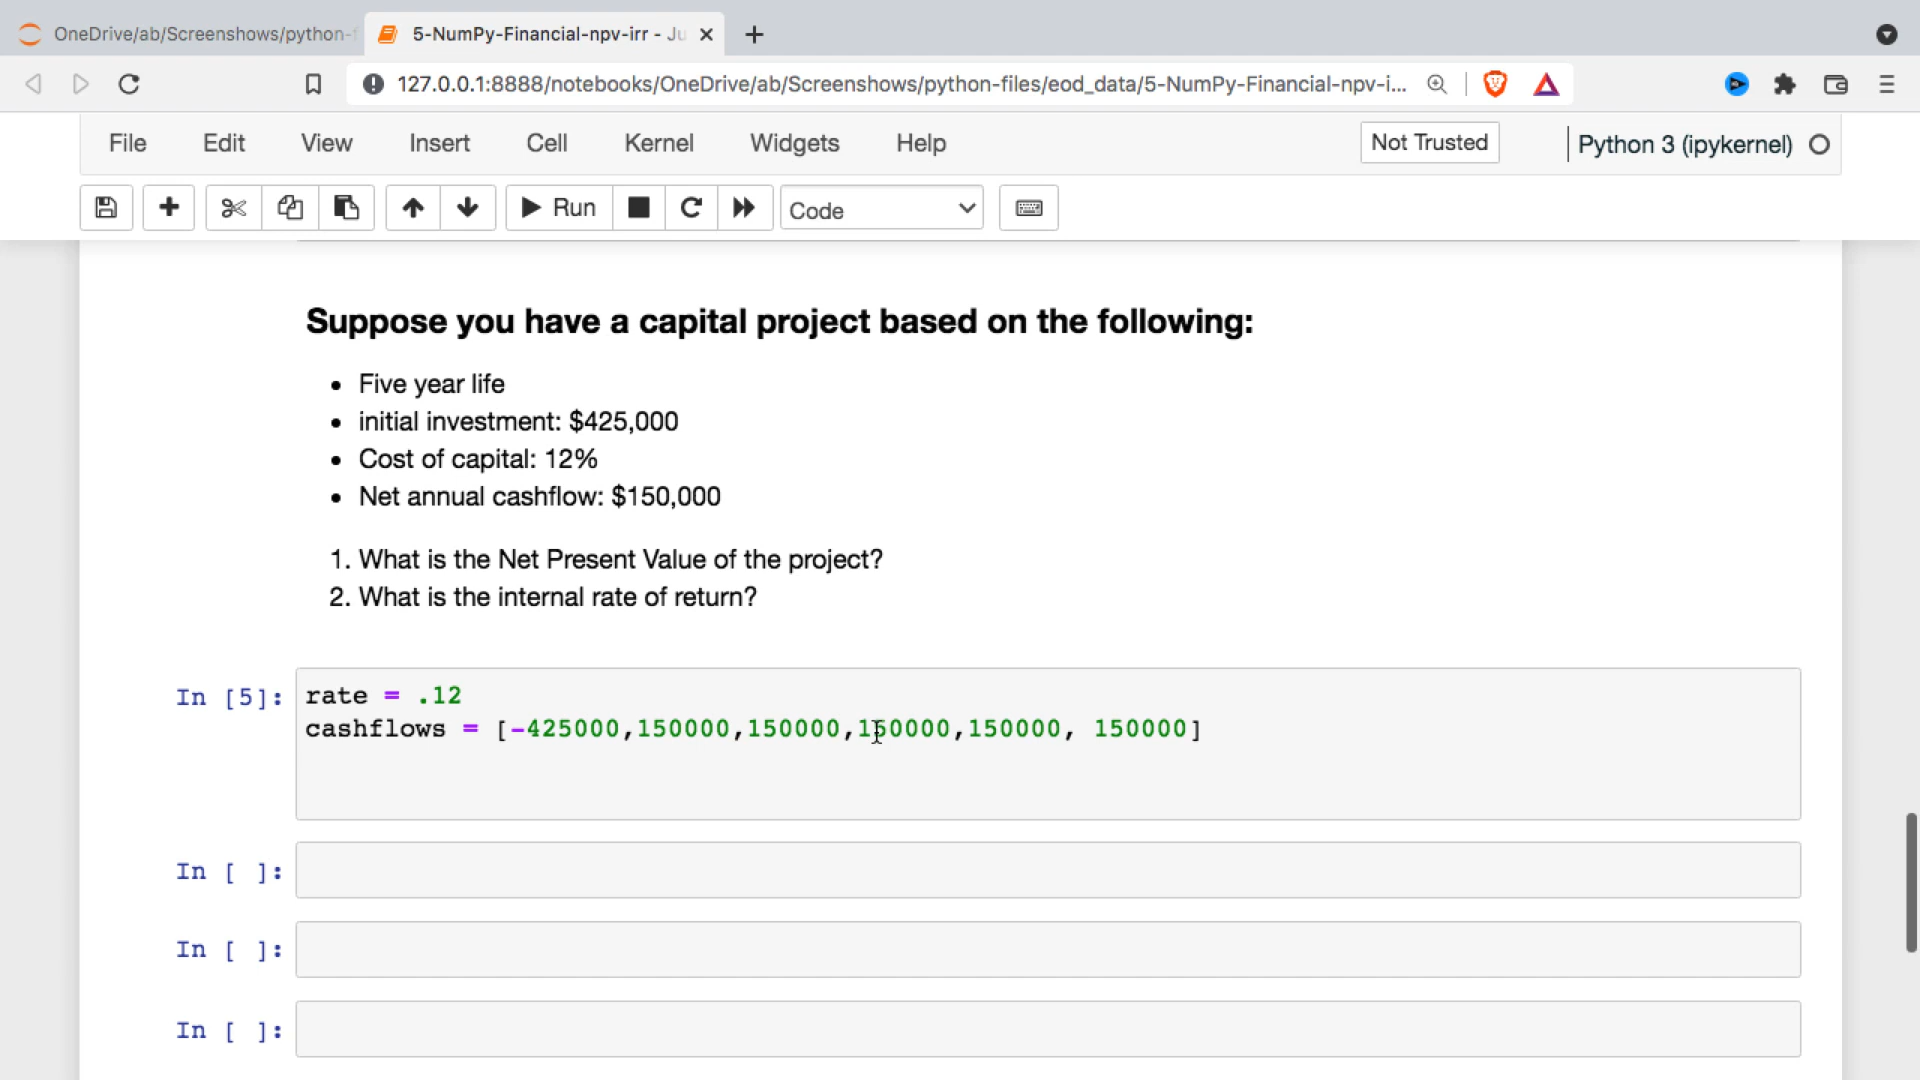 OneDrive/ab/Screenshows/python-f
5-NumPy-Financial-npv-irr - Ju
127.0.0.1:8888/notebooks/OneDrive/ab/Screenshows/python-files/eod_data/5-NumPy-Financial-npv-i...
File Edit View Insert Cell Kernel Widgets Help Not Trusted Python 3 (ipykernel)
Run Code
Suppose you have a capital project based on the following:
• Five year life
• initial investment: $425,000
• Cost of capital: 12%
• Net annual cashflow: $150,000
1. What is the Net Present Value of the project?
2. What is the internal rate of return?
In [5]: rate = .12
cashflows = [-425000,150000,150000,150000,150000, 150000]
In [ ]:
In [ ]:
In [ ]: